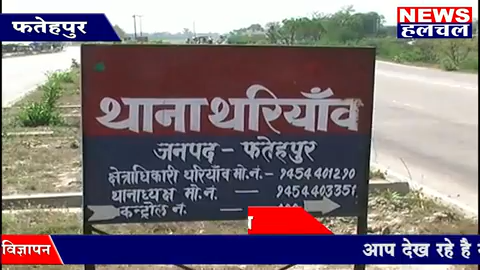 फतेहपुर
NEWS
हलचल
थाना थरियाँव
जनपद - फतेहपुर
क्षेत्राधिकारी थरियाँव मो.नं.- 9454401290
थानाध्यक्ष मो.नं. - 9454403351
कन्ट्रोल नं. -
विज्ञापन
आप देख रहे है